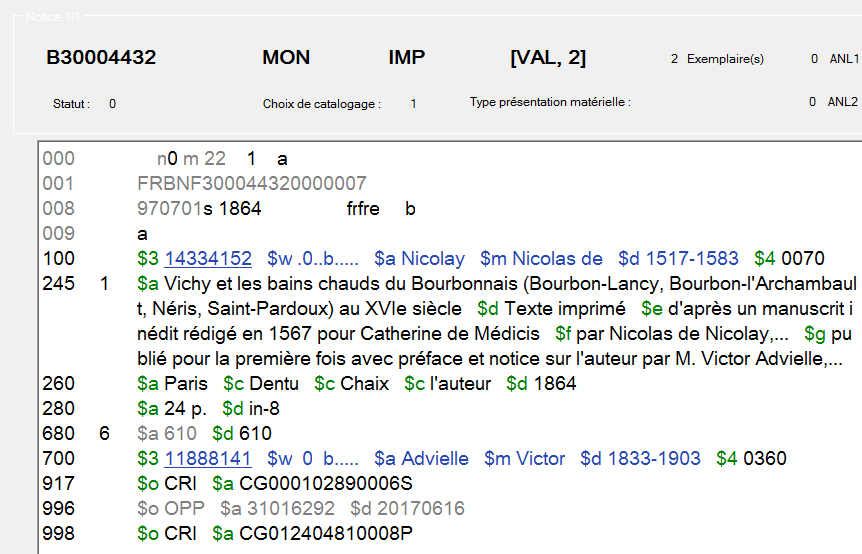 Notice 1/1
B30004432 MON IMP [VAL, 2] 2 Exemplaire(s) 0 ANL1
Statut : 0 Choix de catalogage : 1 Type présentation matérielle : 0 ANL2
000 n0 m 22 1 a
001 FRBNF300044320000007
008 970701s 1864 frfre b
009 a
100 $3 14334152 $w .0..b..... $a Nicolay $m Nicolas de $d 1517-1583 $4 0070
245 1 $a Vichy et les bains chauds du Bourbonnais (Bourbon-Lancy, Bourbon-l'Archambaul
t, Néris, Saint-Pardoux) au XVIe siècle $d Texte imprimé $e d'après un manuscrit i
nédit rédigé en 1567 pour Catherine de Médicis $f par Nicolas de Nicolay,... $g pu
blié pour la première fois avec préface et notice sur l'auteur par M. Victor Advielle,...
260 $a Paris $c Dentu $c Chaix $c l'auteur $d 1864
280 $a 24 p. $d in-8
680 6 $a 610 $d 610
700 $3 11888141 $w 0 b..... $a Advielle $m Victor $d 1833-1903 $4 0360
917 $o CRI $a CG000102890006S
996 $o OPP $a 31016292 $d 20170616
998 $o CRI $a CG012404810008P